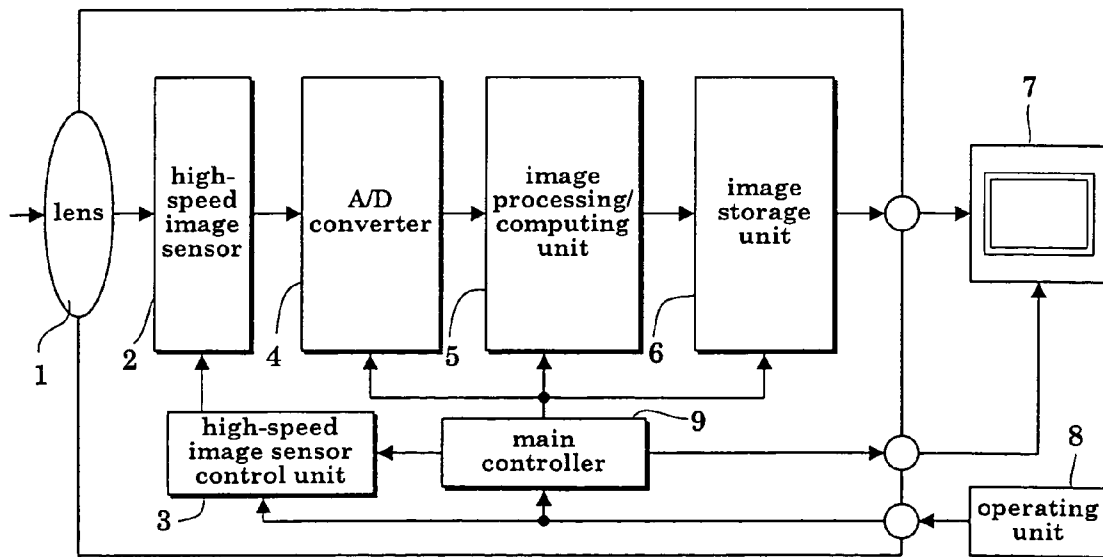 7
lens
high-
speed
image
sensor
A/D
converter
image
processing/
computing
unit
image
storage
unit
1
2
4
5
6
9
8
high-speed
image sensor
control unit
main
controller
operating
unit
3